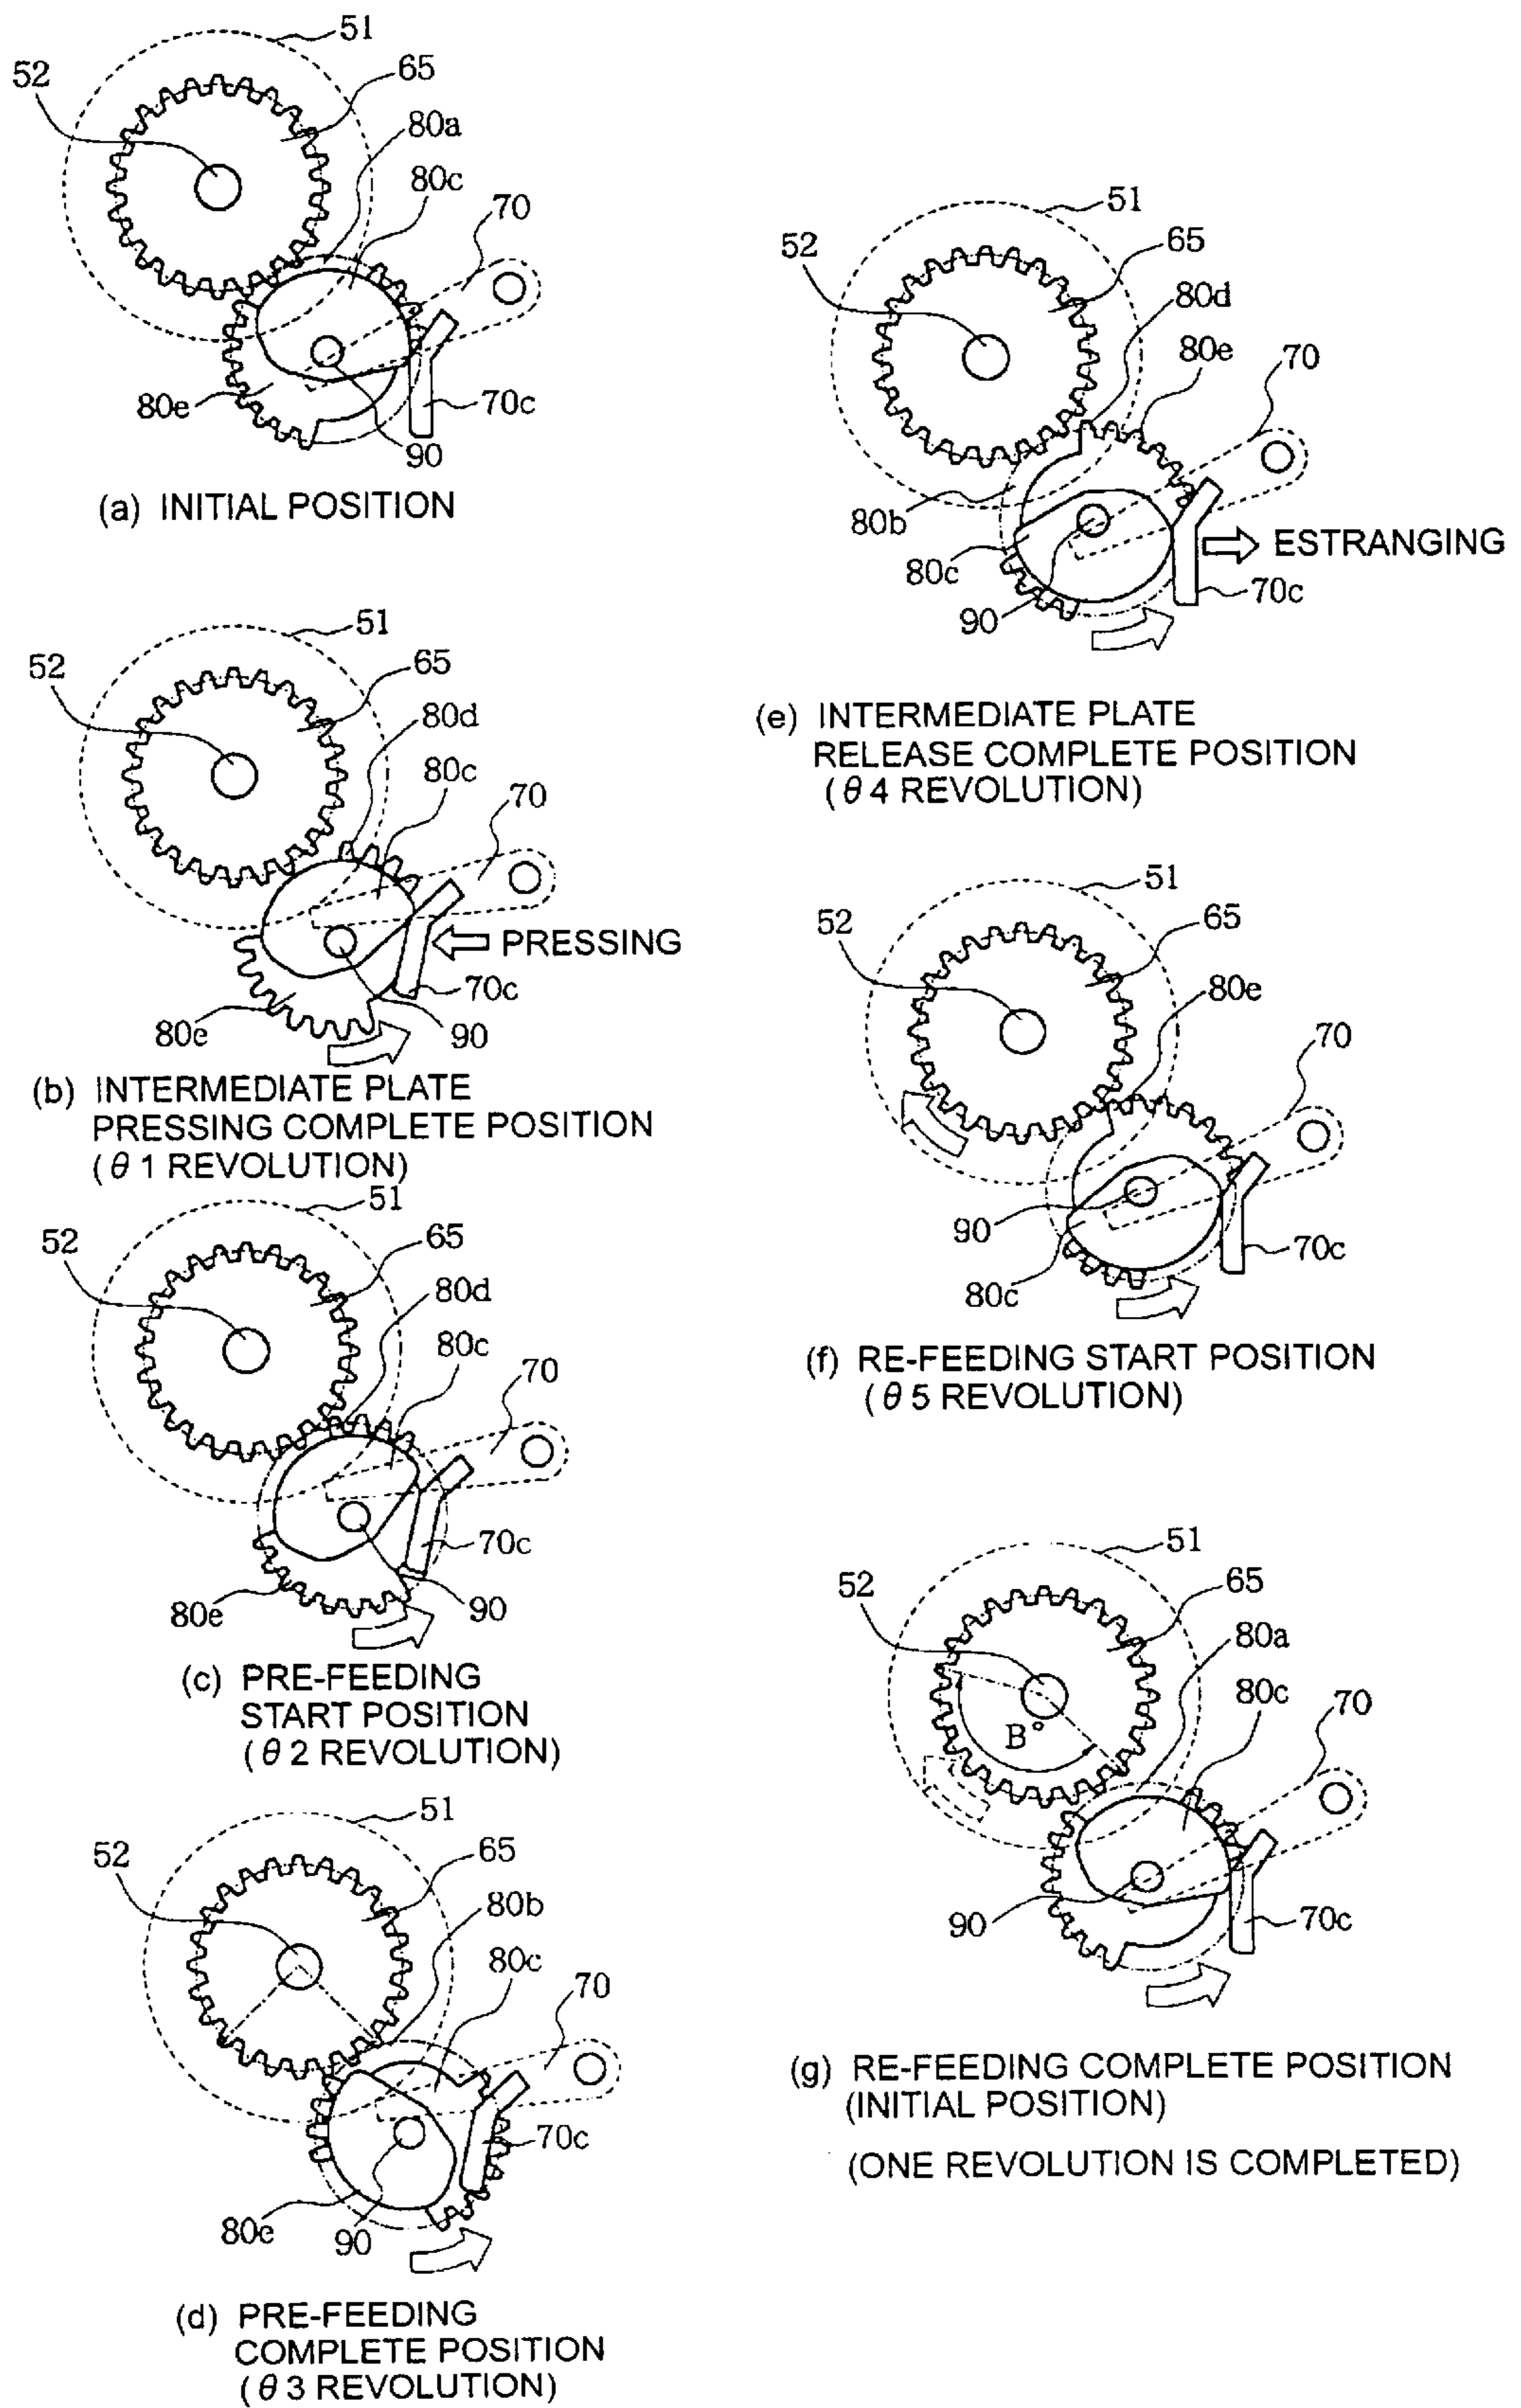 51
65
52
80a
80c
70
80e
70c
90
(a) INITIAL POSITION
51
65
52
80d
80c
70
PRESSING
70c
80e
90
(b) INTERMEDIATE PLATE
PRESSING COMPLETE POSITION
(θ1 REVOLUTION)
51
65
52
80d
80c
70
70c
80e
90
(c) PRE-FEEDING
START POSITION
(θ2 REVOLUTION)
51
65
52
80b
80c
70
70c
80e
90
(d) PRE-FEEDING
COMPLETE POSITION
(θ3 REVOLUTION)
51
65
52
80d
80e
70
80b
ESTRANGING
80c
70c
90
(e) INTERMEDIATE PLATE
RELEASE COMPLETE POSITION
(θ4 REVOLUTION)
51
65
52
80e
70
90
70c
80c
(f) RE-FEEDING START POSITION
(θ5 REVOLUTION)
51
65
52
80a
80c
70
B°
70c
90
(g) RE-FEEDING COMPLETE POSITION
(INITIAL POSITION)
(ONE REVOLUTION IS COMPLETED)